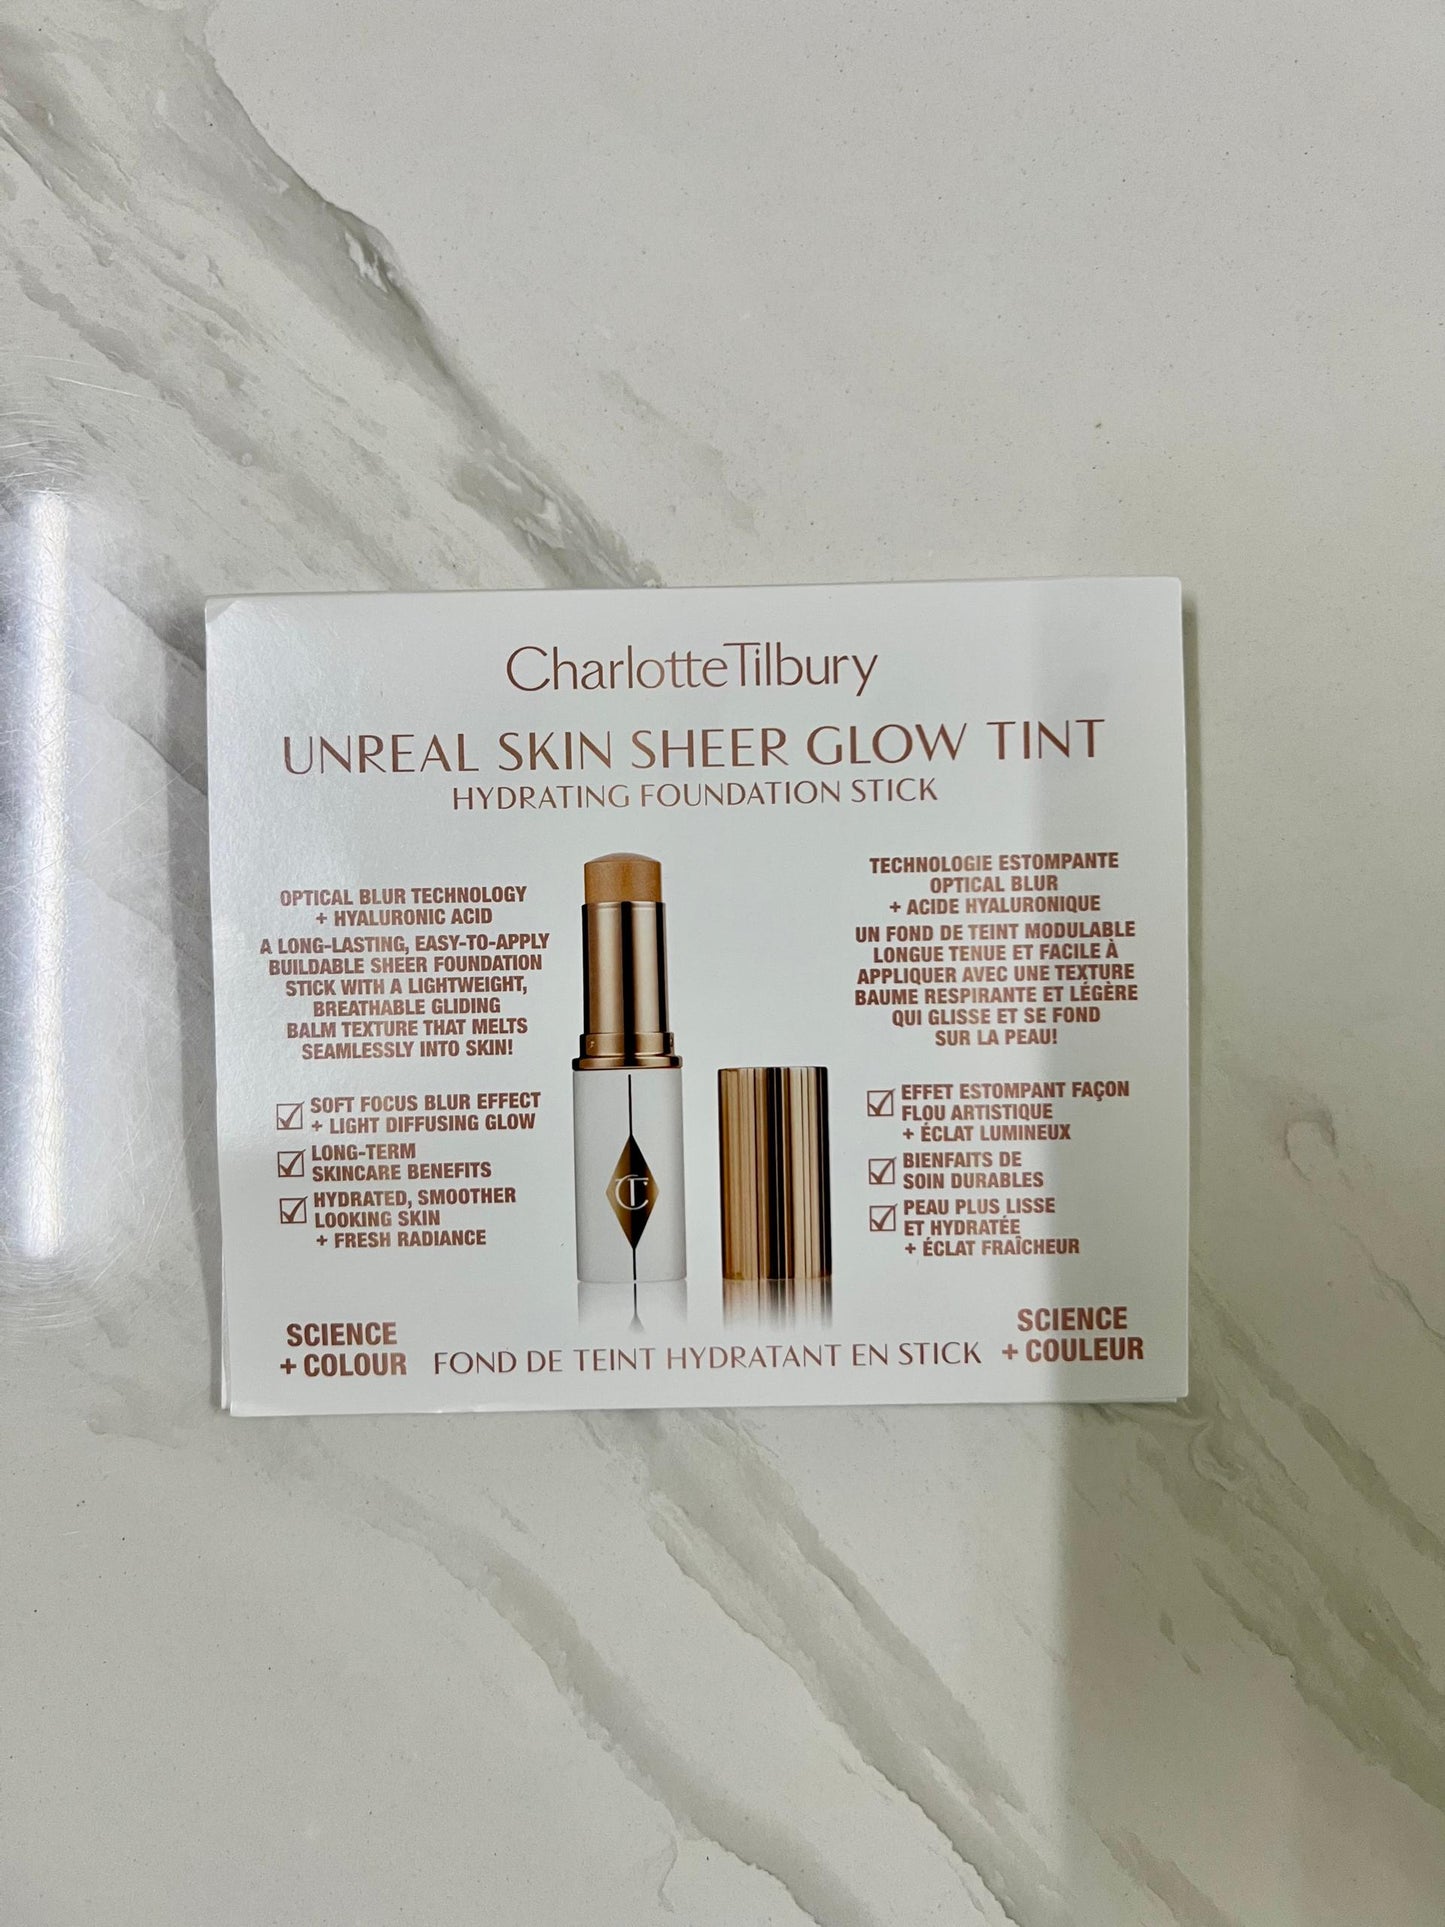 CharlotteTilbury
UNREAL SKIN SHEER GLOW TINT
HYDRATING FOUNDATION STICK
OPTICAL BLUR TECHNOLOGY
+ HYALURONIC ACID
A LONG-LASTING, EASY-TO-APPLY
BUILDABLE SHEER FOUNDATION
STICK WITH A LIGHTWEIGHT,
BREATHABLE GLIDING
BALM TEXTURE THAT MELTS
SEAMLESSLY INTO SKIN!
SOFT FOCUS BLUR EFFECT
+ LIGHT DIFFUSING GLOW
LONG-TERM
SKINCARE BENEFITS
HYDRATED, SMOOTHER
LOOKING SKIN
+ FRESH RADIANCE
SCIENCE
+ COLOUR
CT
TECHNOLOGIE ESTOMPANTE
OPTICAL BLUR
+ ACIDE HYALURONIQUE
UN FOND DE TEINT MODULABLE
LONGUE TENUE ET FACILE À
APPLIQUER AVEC UNE TEXTURE
BAUME RESPIRANTE ET LÉGÈRE
QUI GLISSE ET SE FOND
SUR LA PEAU!
EFFET ESTOMPANT FAÇON
FLOU ARTISTIQUE
+ ÉCLAT LUMINEUX
BIENFAITS DE
SOIN DURABLES
PEAU PLUS LISSE
ET HYDRATÉE
+ ÉCLAT FRAÎCHEUR
SCIENCE
+ COULEUR
FOND DE TEINT HYDRATANT EN STICK